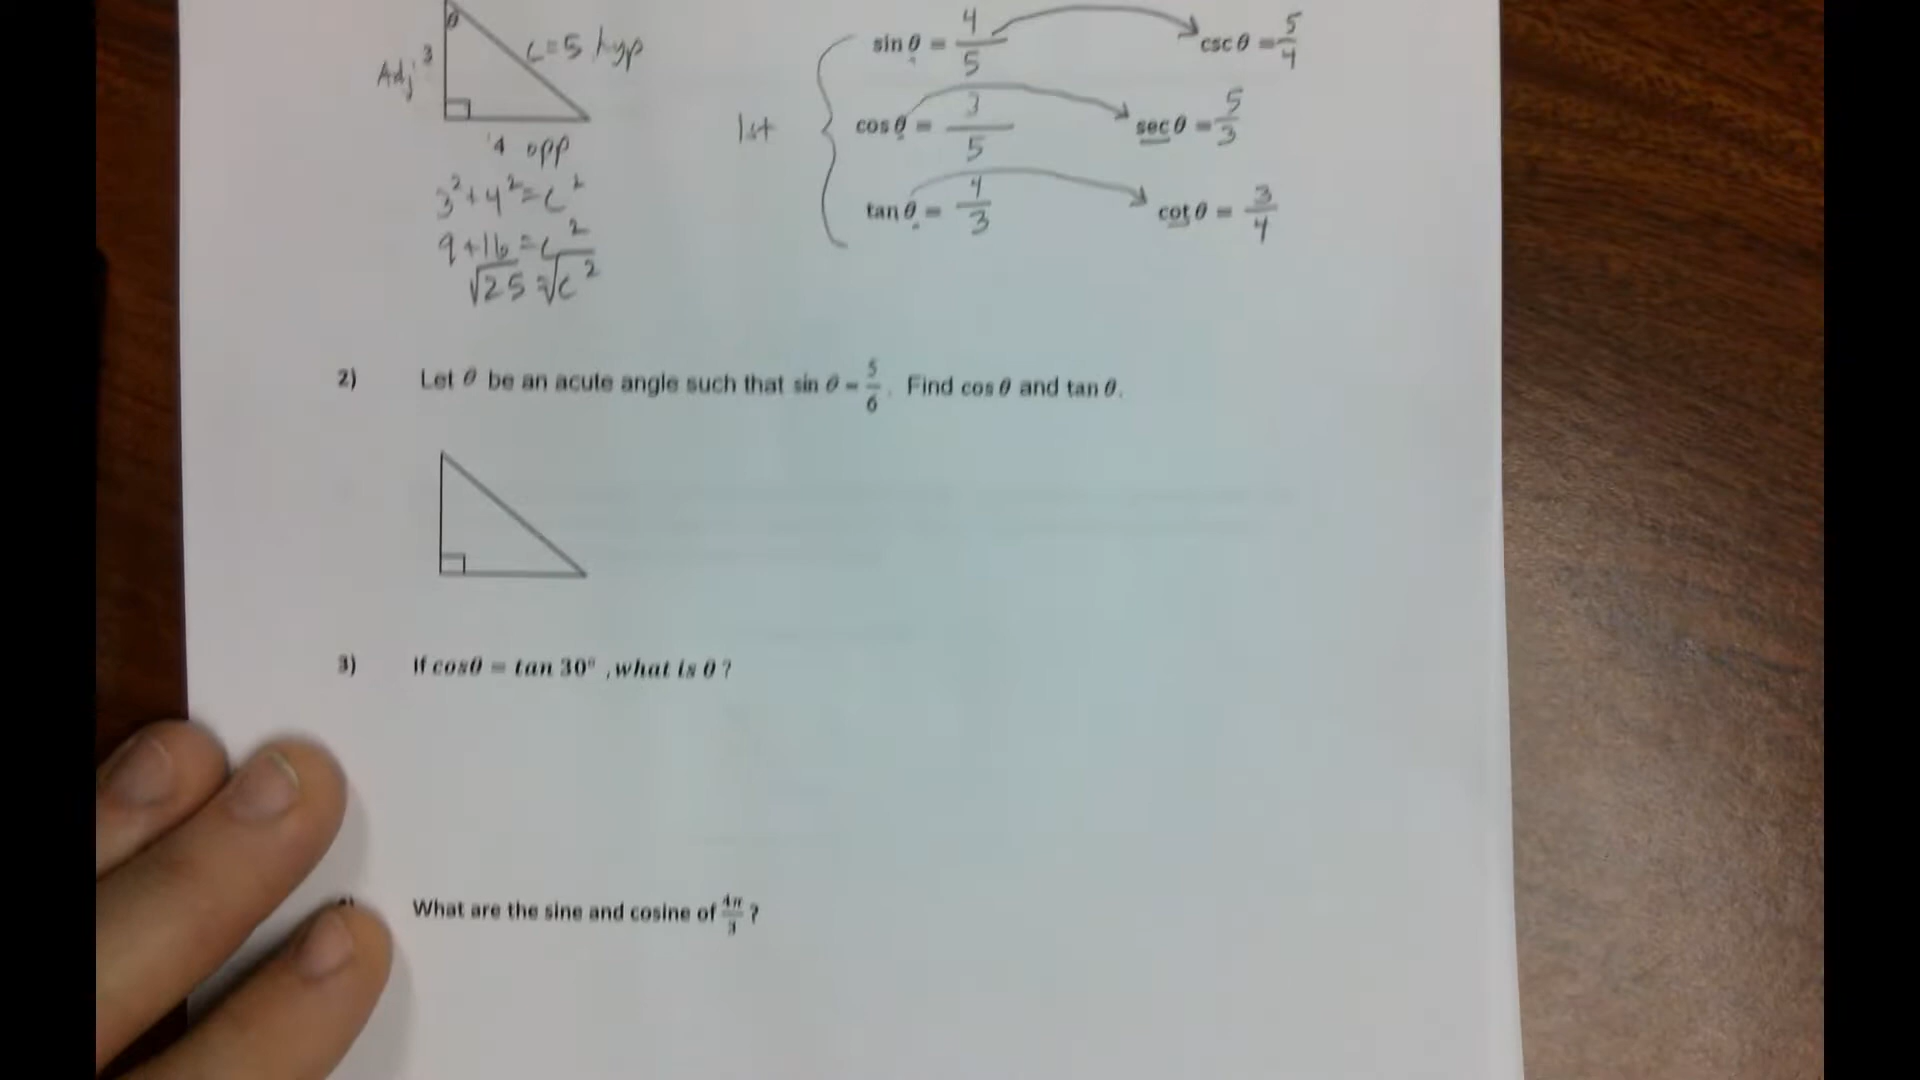 θ
Adj 3
c=5 hyp
4 opp
3²+4²=c²
9+16=c²
√25=√c²
1st
sin θ = 4/5
csc θ = 5/4
cos θ = 3/5
sec θ = 5/3
tan θ = 4/3
cot θ = 3/4
2) Let θ be an acute angle such that sin θ = 5/6. Find cos θ and tan θ.
3) If cosθ = tan 30°, what is θ?
What are the sine and cosine of 4π/3?